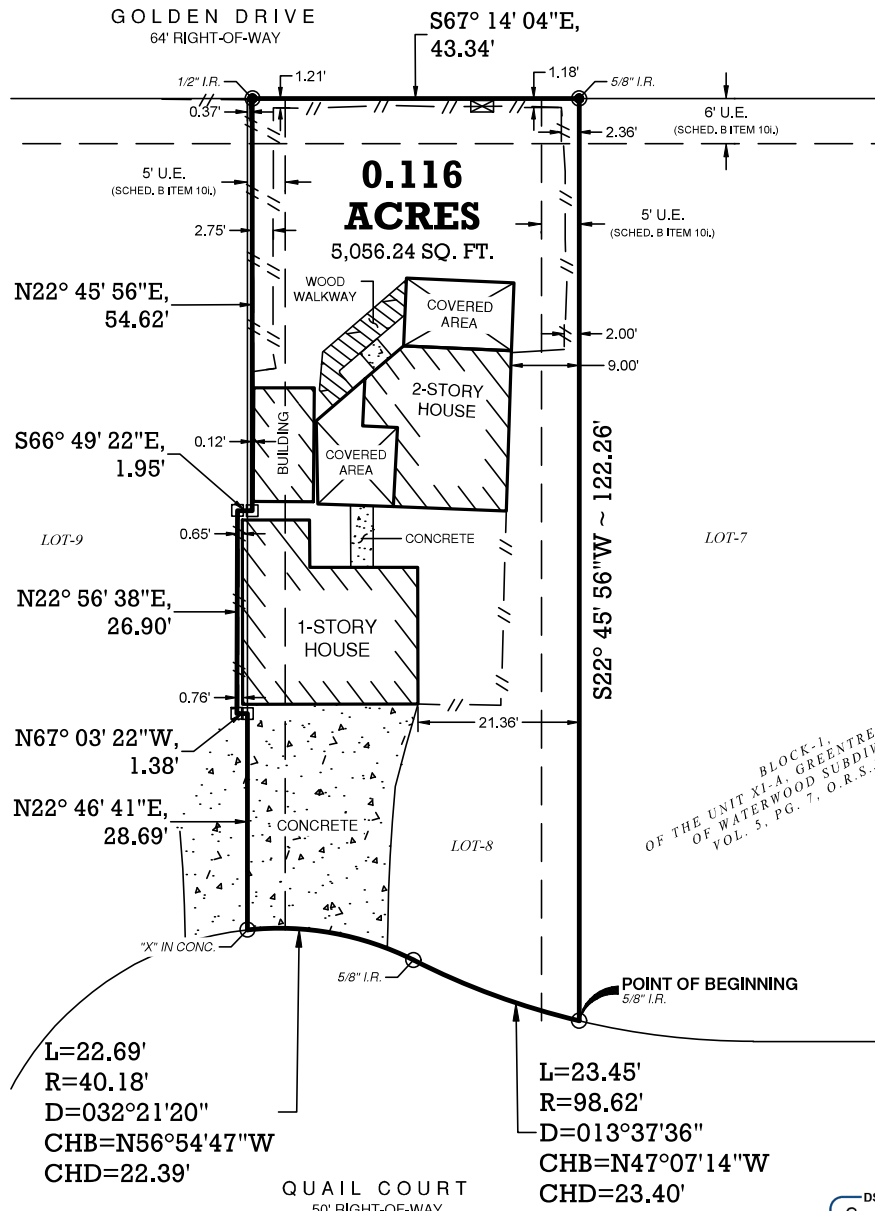 GOLDEN DRIVE
64' RIGHT-OF-WAY
S67° 14' 04"E,
43.34'
1/2" I.R.
1.21'
1.18'
5/8" I.R.
0.37'
6' U.E.
(SCHED. B ITEM 10i.)
2.36'
5' U.E.
(SCHED. B ITEM 10i.)
0.116
ACRES
5,056.24 SQ. FT.
5' U.E.
(SCHED. B ITEM 10i.)
2.75'
WOOD
WALKWAY
N22° 45' 56"E,
54.62'
COVERED
AREA
2.00'
9.00'
2-STORY
HOUSE
BUILDING
S66° 49' 22"E,
1.95'
0.12'
COVERED
AREA
S22° 45' 56"W ~ 122.26'
LOT-9
0.65'
CONCRETE
LOT-7
N22° 56' 38"E,
26.90'
1-STORY
HOUSE
0.76'
21.36'
N67° 03' 22"W,
1.38'
BLOCK-1,
OF THE UNIT XI-A, GREENTRE
OF WATERWOOD SUBDIV
VOL. 5, PG. 7, O.R.S.
N22° 46' 41"E,
28.69'
CONCRETE
LOT-8
"X" IN CONC.
5/8" I.R.
POINT OF BEGINNING
5/8" I.R.
L=22.69'
R=40.18'
D=032°21'20"
CHB=N56°54'47"W
CHD=22.39'
L=23.45'
R=98.62'
D=013°37'36"
CHB=N47°07'14"W
CHD=23.40'
QUAIL COURT
50' RIGHT-OF-WAY
DS